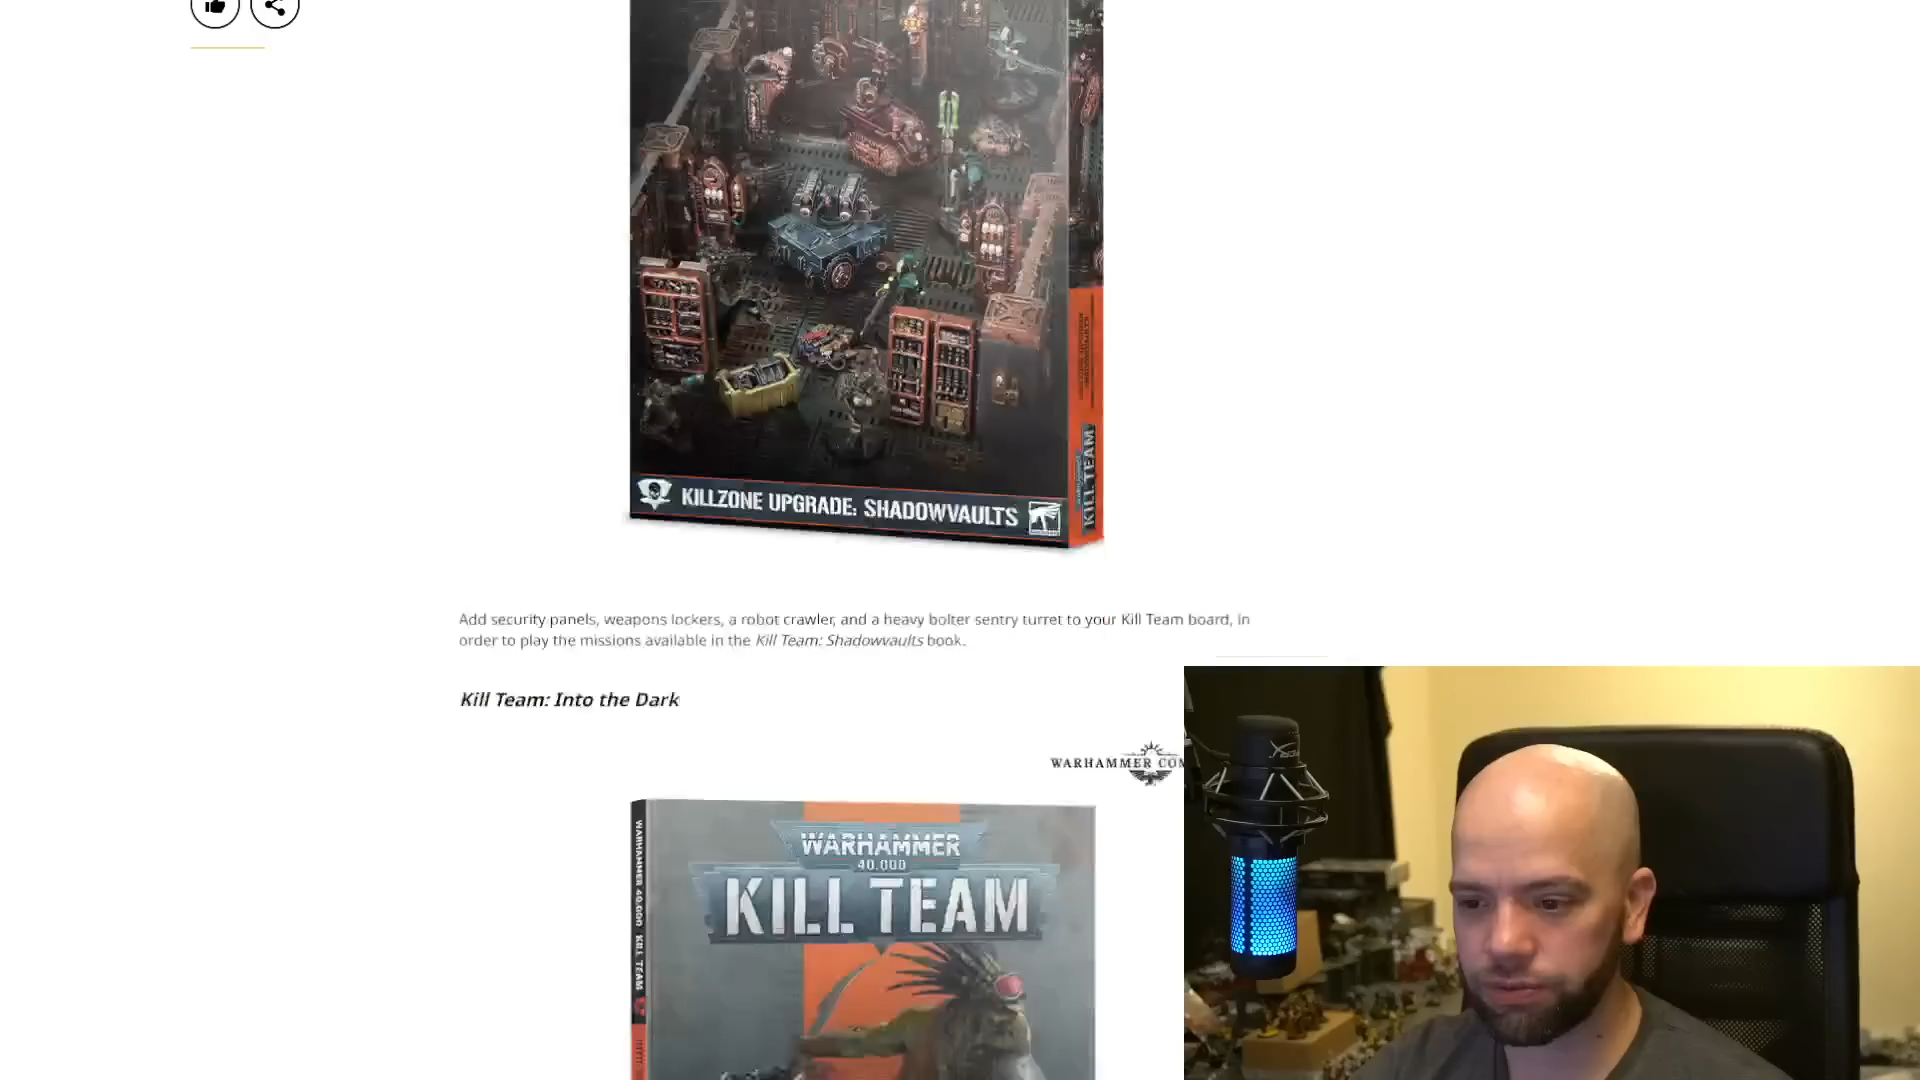 KILL TEAM
KILLZONE UPGRADE: SHADOWVAULTS
Add security panels, weapons lockers, a robot crawler, and a heavy bolter sentry turret to your Kill Team board, in
order to play the missions available in the Kill Team: Shadowvaults book.
Kill Team: Into the Dark
WARHAMMER COM
WARHAMMER 40,000 KILL TEAM
WARHAMMER
40,000
KILL TEAM